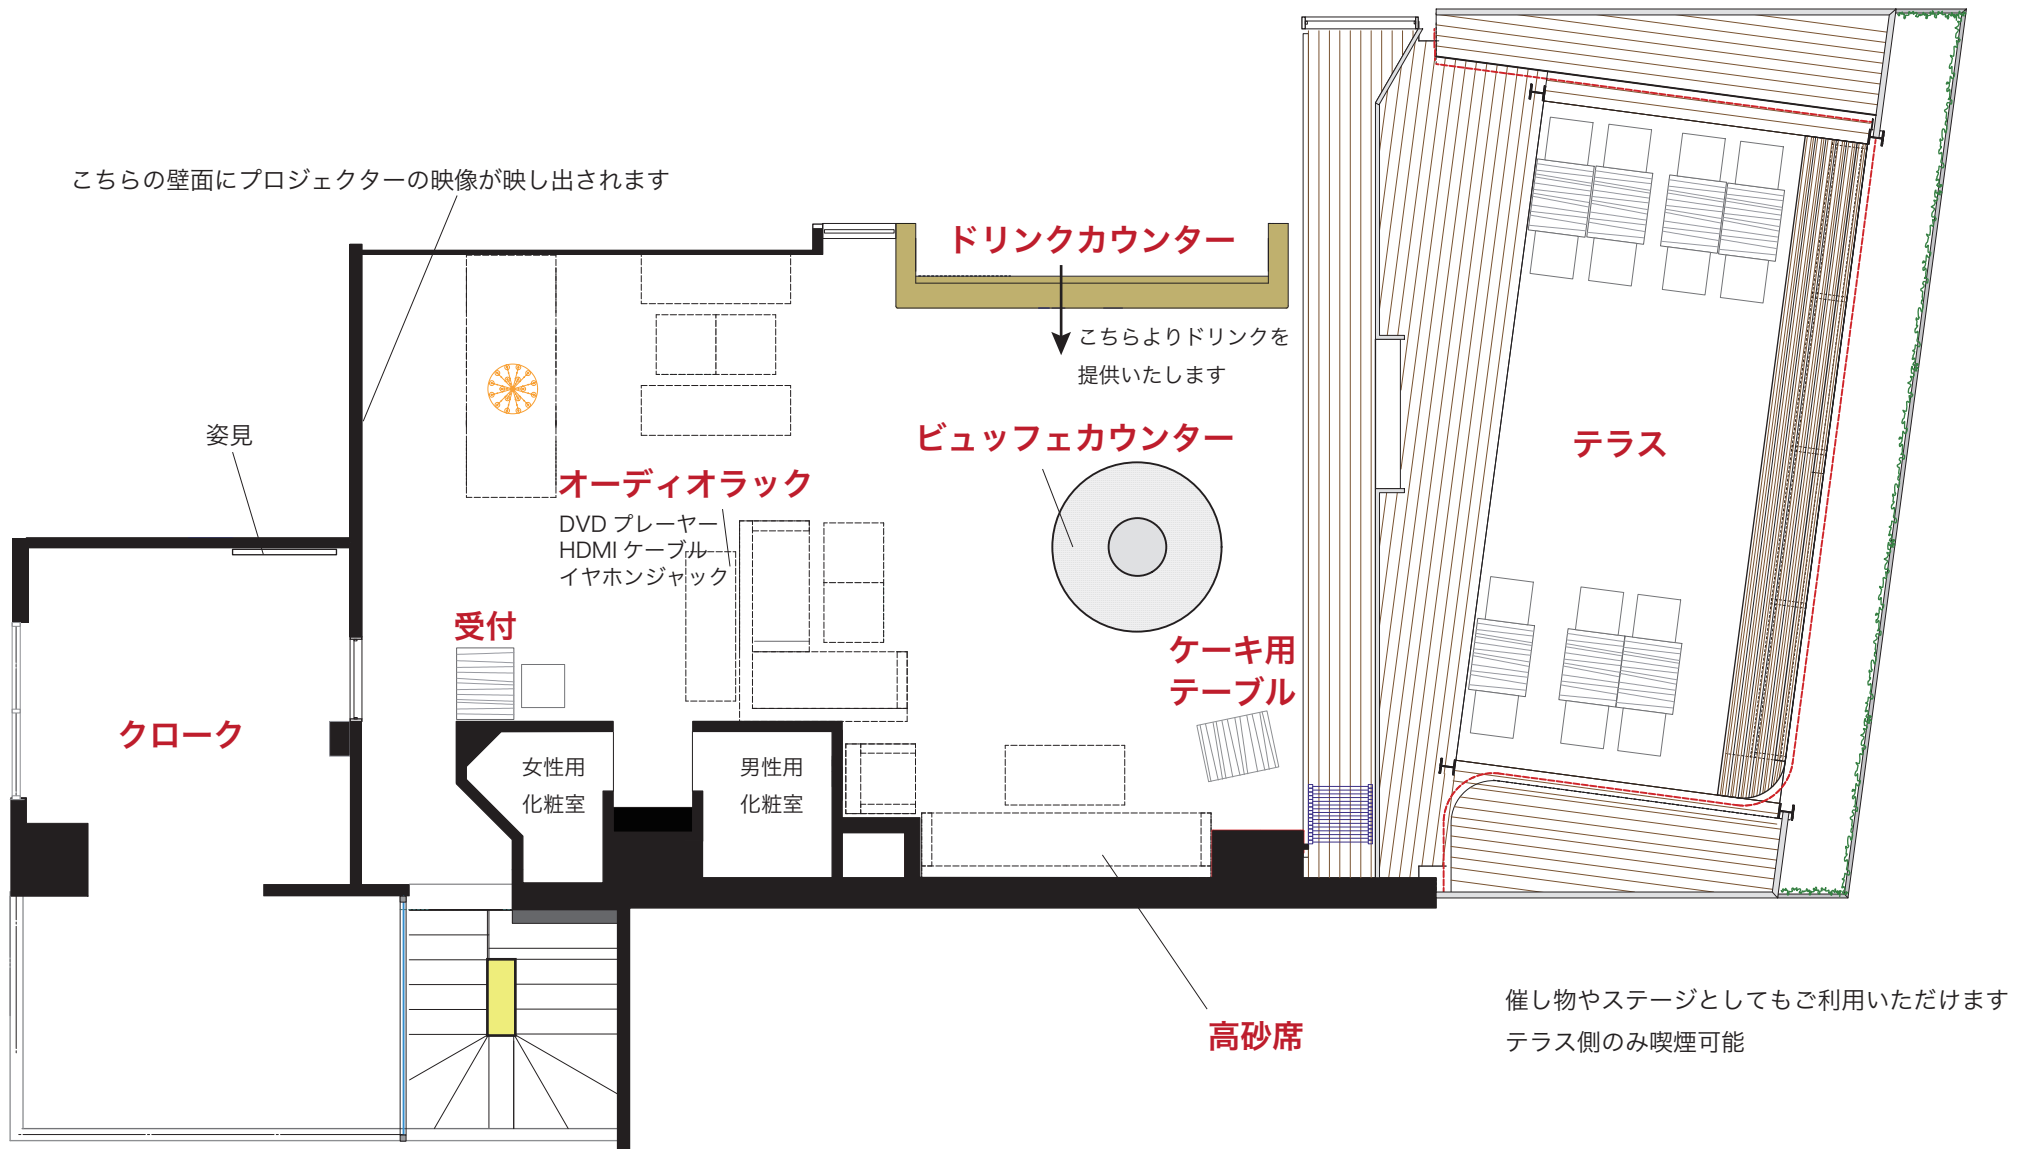 こちらの壁面にプロジェクターの映像が映し出されます
ドリンクカウンター
こちらよりドリンクを
提供いたします
姿見
ビュッフェカウンター
テラス
オーディオラック
DVD プレーヤー
HDMI ケーブル
イヤホンジャック
受付
ケーキ用
テーブル
クローク
女性用
化粧室
男性用
化粧室
高砂席
催し物やステージとしてもご利用いただけます
テラス側のみ喫煙可能